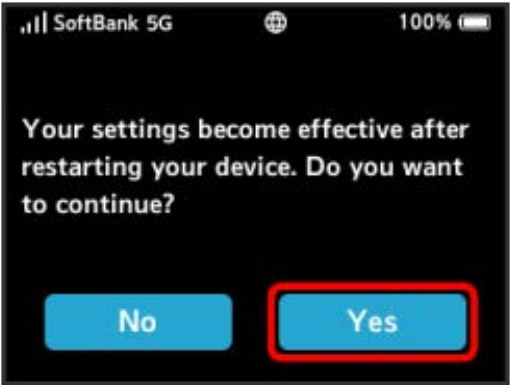 SoftBank 5G 100%
Your settings become effective after
restarting your device. Do you want
to continue?
No Yes